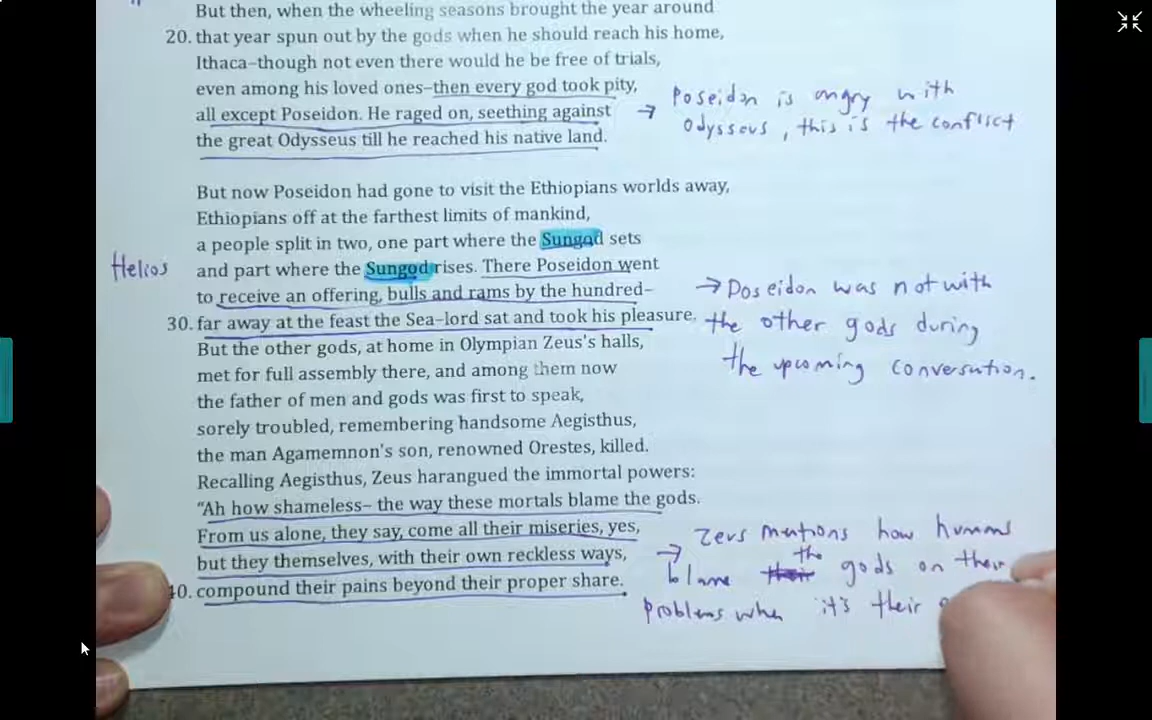 But then, when the wheeling seasons brought the year around
20. that year spun out by the gods when he should reach his home,
Ithaca–though not even there would he be free of trials,
even among his loved ones–then every god took pity,
all except Poseidon. He raged on, seething against
the great Odysseus till he reached his native land.
→ Poseidon is angry with
Odysseus, this is the conflict
But now Poseidon had gone to visit the Ethiopians worlds away,
Ethiopians off at the farthest limits of mankind,
a people split in two, one part where the Sungod sets
Helios
and part where the Sungod rises. There Poseidon went
to receive an offering, bulls and rams by the hundred–
30. far away at the feast the Sea-lord sat and took his pleasure.
→ Poseidon was not with
the other gods during
the upcoming conversation.
But the other gods, at home in Olympian Zeus's halls,
met for full assembly there, and among them now
the father of men and gods was first to speak,
sorely troubled, remembering handsome Aegisthus,
the man Agamemnon's son, renowned Orestes, killed.
Recalling Aegisthus, Zeus harangued the immortal powers:
“Ah how shameless– the way these mortals blame the gods.
From us alone, they say, come all their miseries, yes,
but they themselves, with their own reckless ways,
40. compound their pains beyond their proper share.
→ Zeus mentions how humans
blame the gods on their
problems when it's their